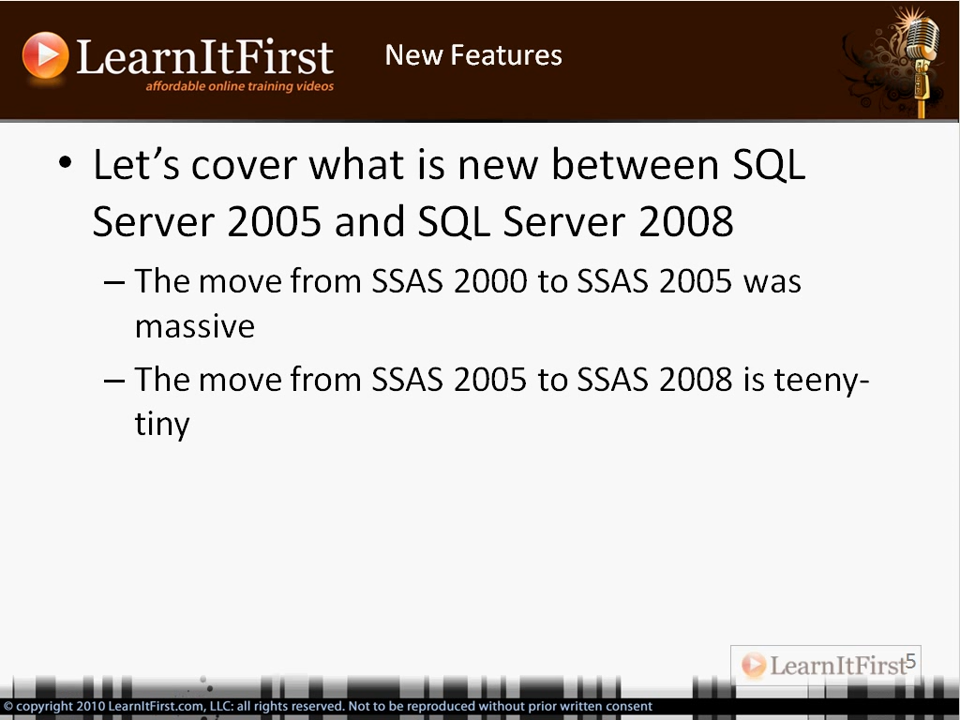 LearnItFirst
affordable online training videos
New Features
• Let’s cover what is new between SQL
Server 2005 and SQL Server 2008
– The move from SSAS 2000 to SSAS 2005 was
massive
– The move from SSAS 2005 to SSAS 2008 is teeny-
tiny
LearnItFirst
5
© copyright 2010 LearnItFirst.com, LLC: all rights reserved. Not to be reproduced without prior written consent